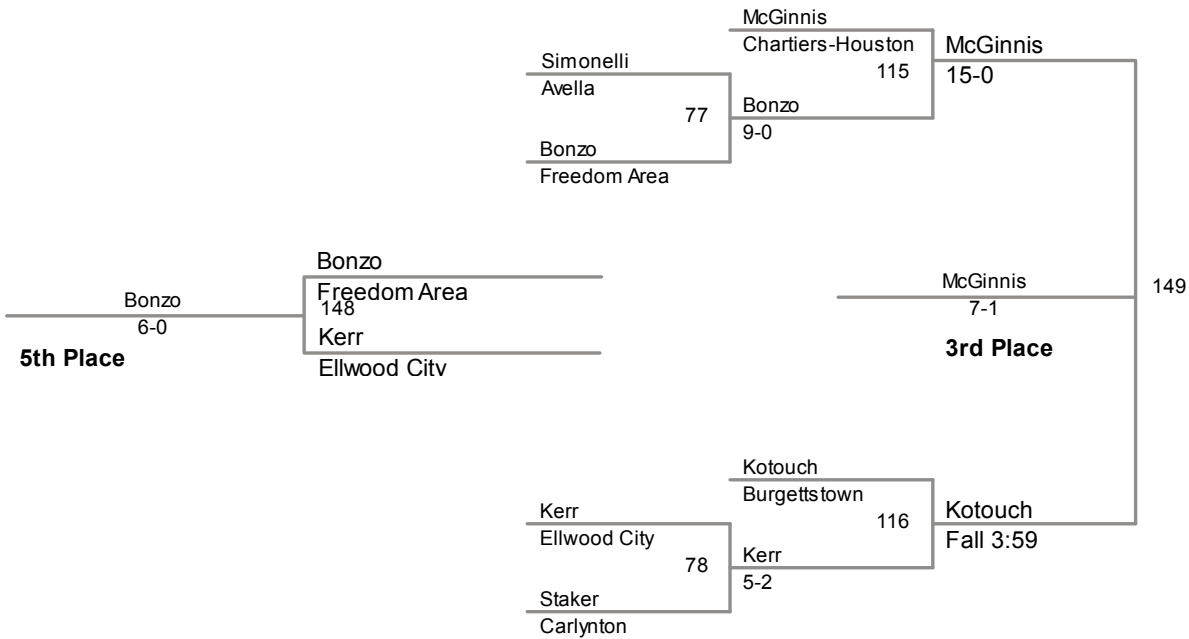 McGinnis
Chartiers-Houston
115
McGinnis
15-0
Simonelli
Avella
77
Bonzo
9-0
Bonzo
Freedom Area
Bonzo
Freedom Area
148
Kerr
Ellwood City
Bonzo
6-0
5th Place
McGinnis
7-1
3rd Place
149
Kotouch
Burgettstown
116
Kotouch
Fall 3:59
Kerr
Ellwood City
78
Kerr
5-2
Staker
Carlynton